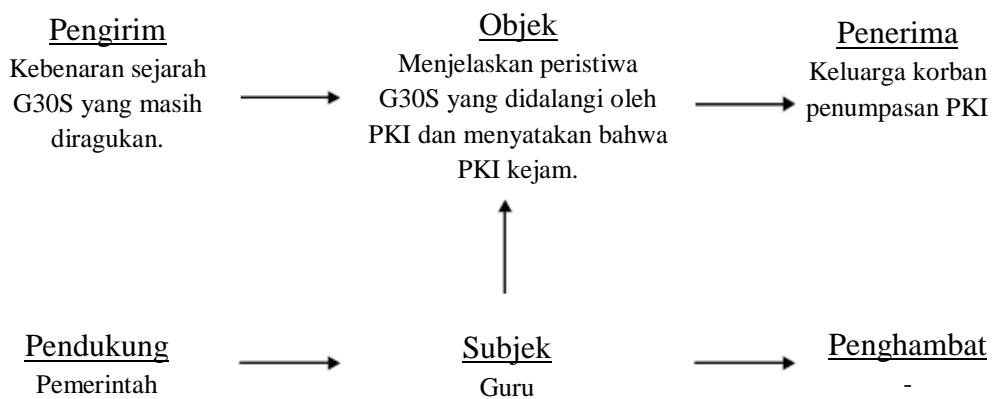 Pengirim
Kebenaran sejarah
G30S yang masih
diragukan.
Objek
Menjelaskan peristiwa
G30S yang didalangi oleh
PKI dan menyatakan bahwa
PKI kejam.
Penerima
Keluarga korban
penumpasan PKI
Pendukung
Pemerintah
Subjek
Guru
Penghambat
-